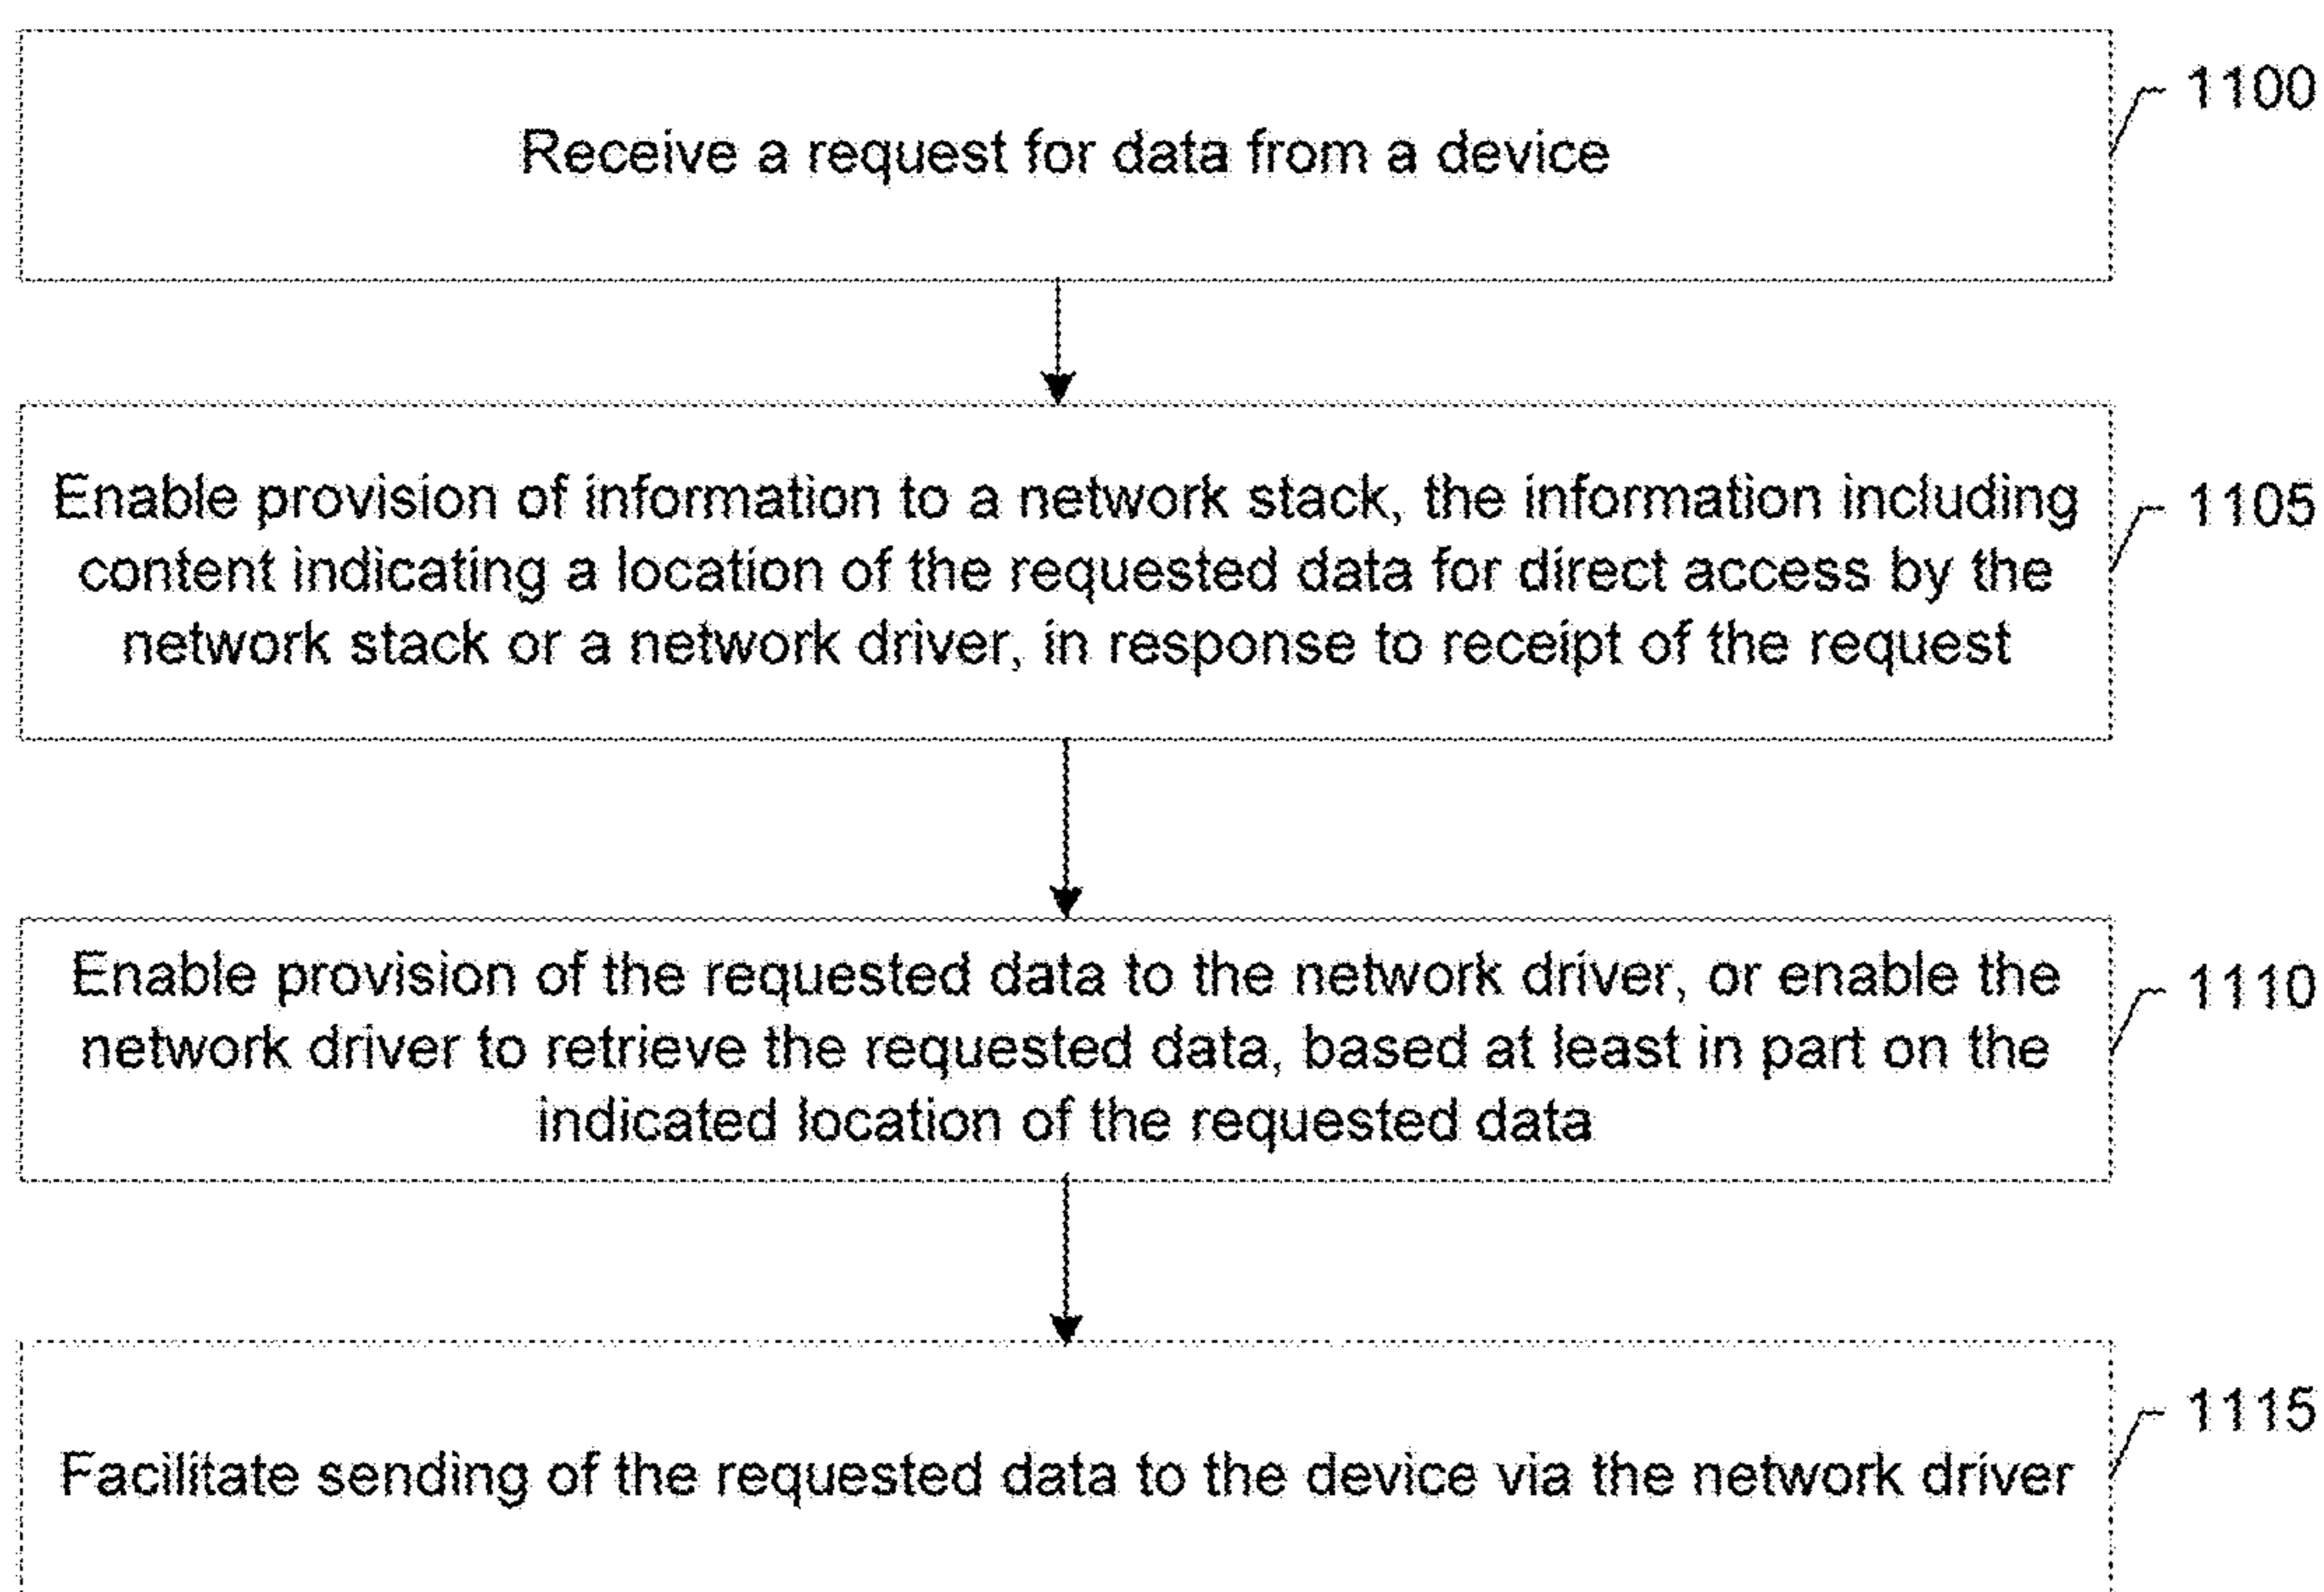 Receive a request for data from a device
1100
Enable provision of information to a network stack, the information including
content indicating a location of the requested data for direct access by the
network stack or a network driver, in response to receipt of the request
1105
Enable provision of the requested data to the network driver, or enable the
network driver to retrieve the requested data, based at least in part on the
indicated location of the requested data
1110
Facilitate sending of the requested data to the device via the network driver
1115